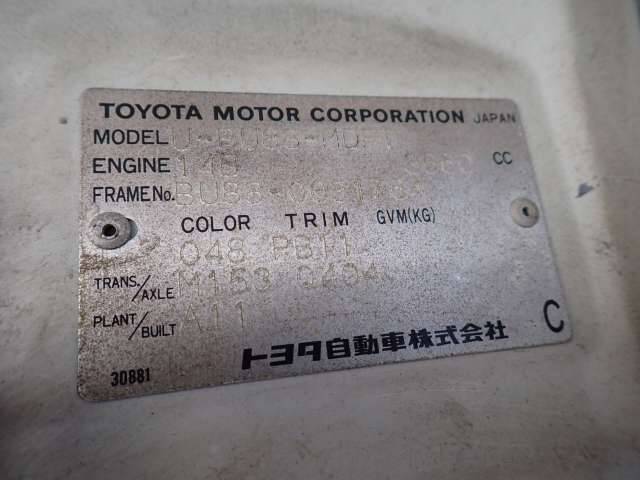 TOYOTA MOTOR CORPORATION JAPAN
MODEL
ENGINE 14B CC
FRAME No.
COLOR TRIM GVM(KG)
048 PB11
TRANS./AXLE M153
PLANT/BUILT A11
トヨタ自動車株式会社 C
30881